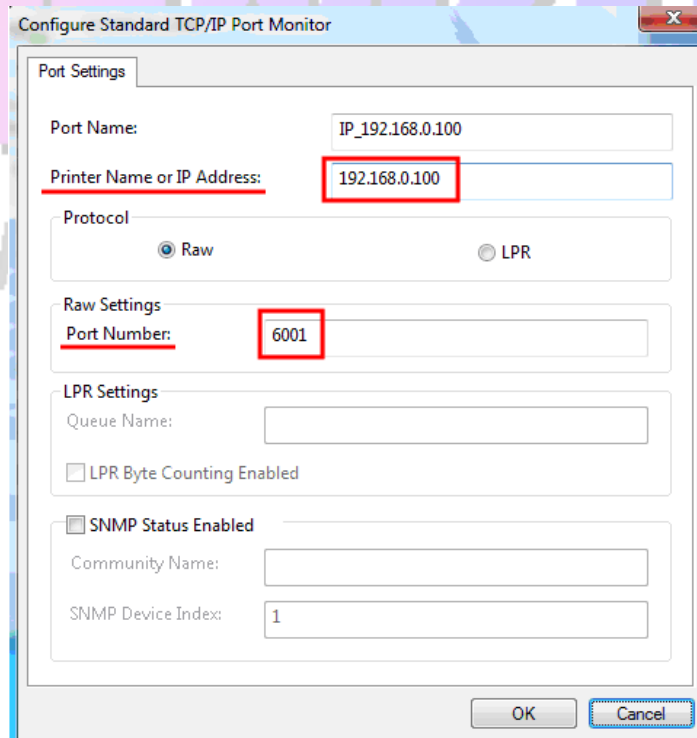 Configure Standard TCP/IP Port Monitor
Port Settings
Port Name: IP_192.168.0.100
Printer Name or IP Address: 192.168.0.100
Protocol
Raw LPR
Raw Settings
Port Number: 6001
LPR Settings
Queue Name:
LPR Byte Counting Enabled
SNMP Status Enabled
Community Name:
SNMP Device Index: 1
OK Cancel